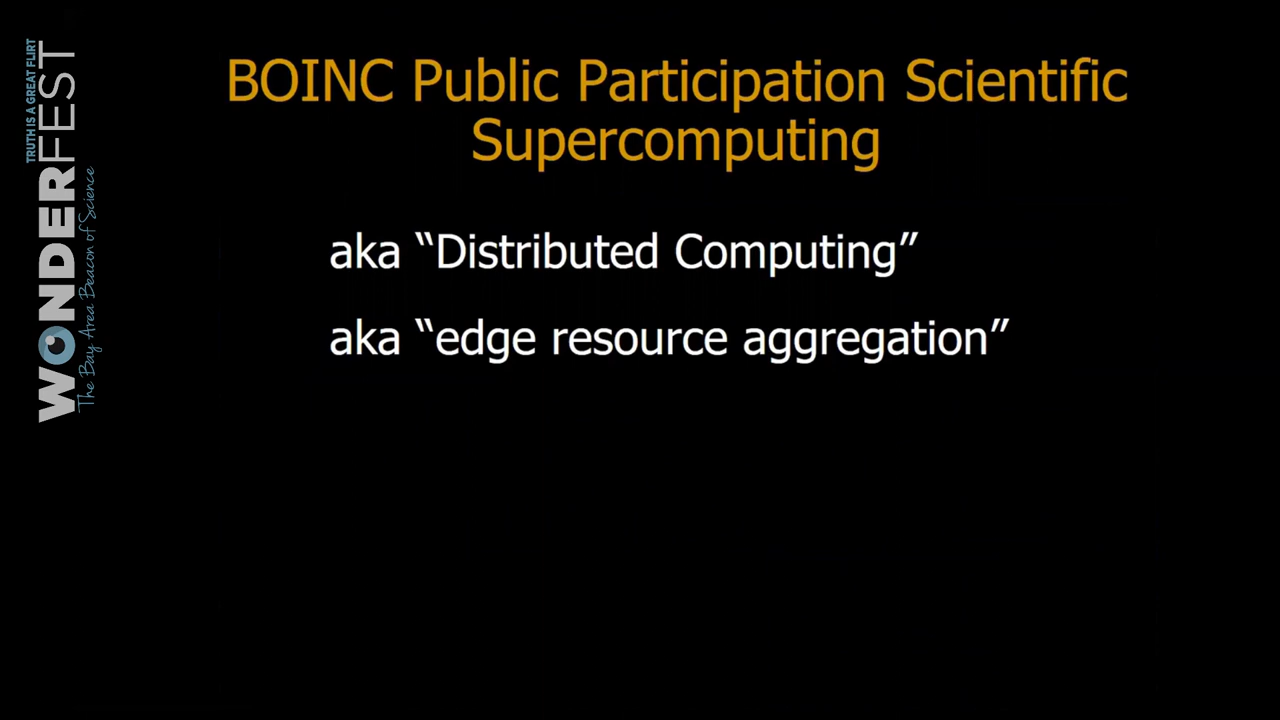 BOINC Public Participation Scientific
Supercomputing
aka “Distributed Computing”
aka “edge resource aggregation”
TRUTH IS A GREAT FLIRT
WONDERFEST
The Bay Area Beacon of Science